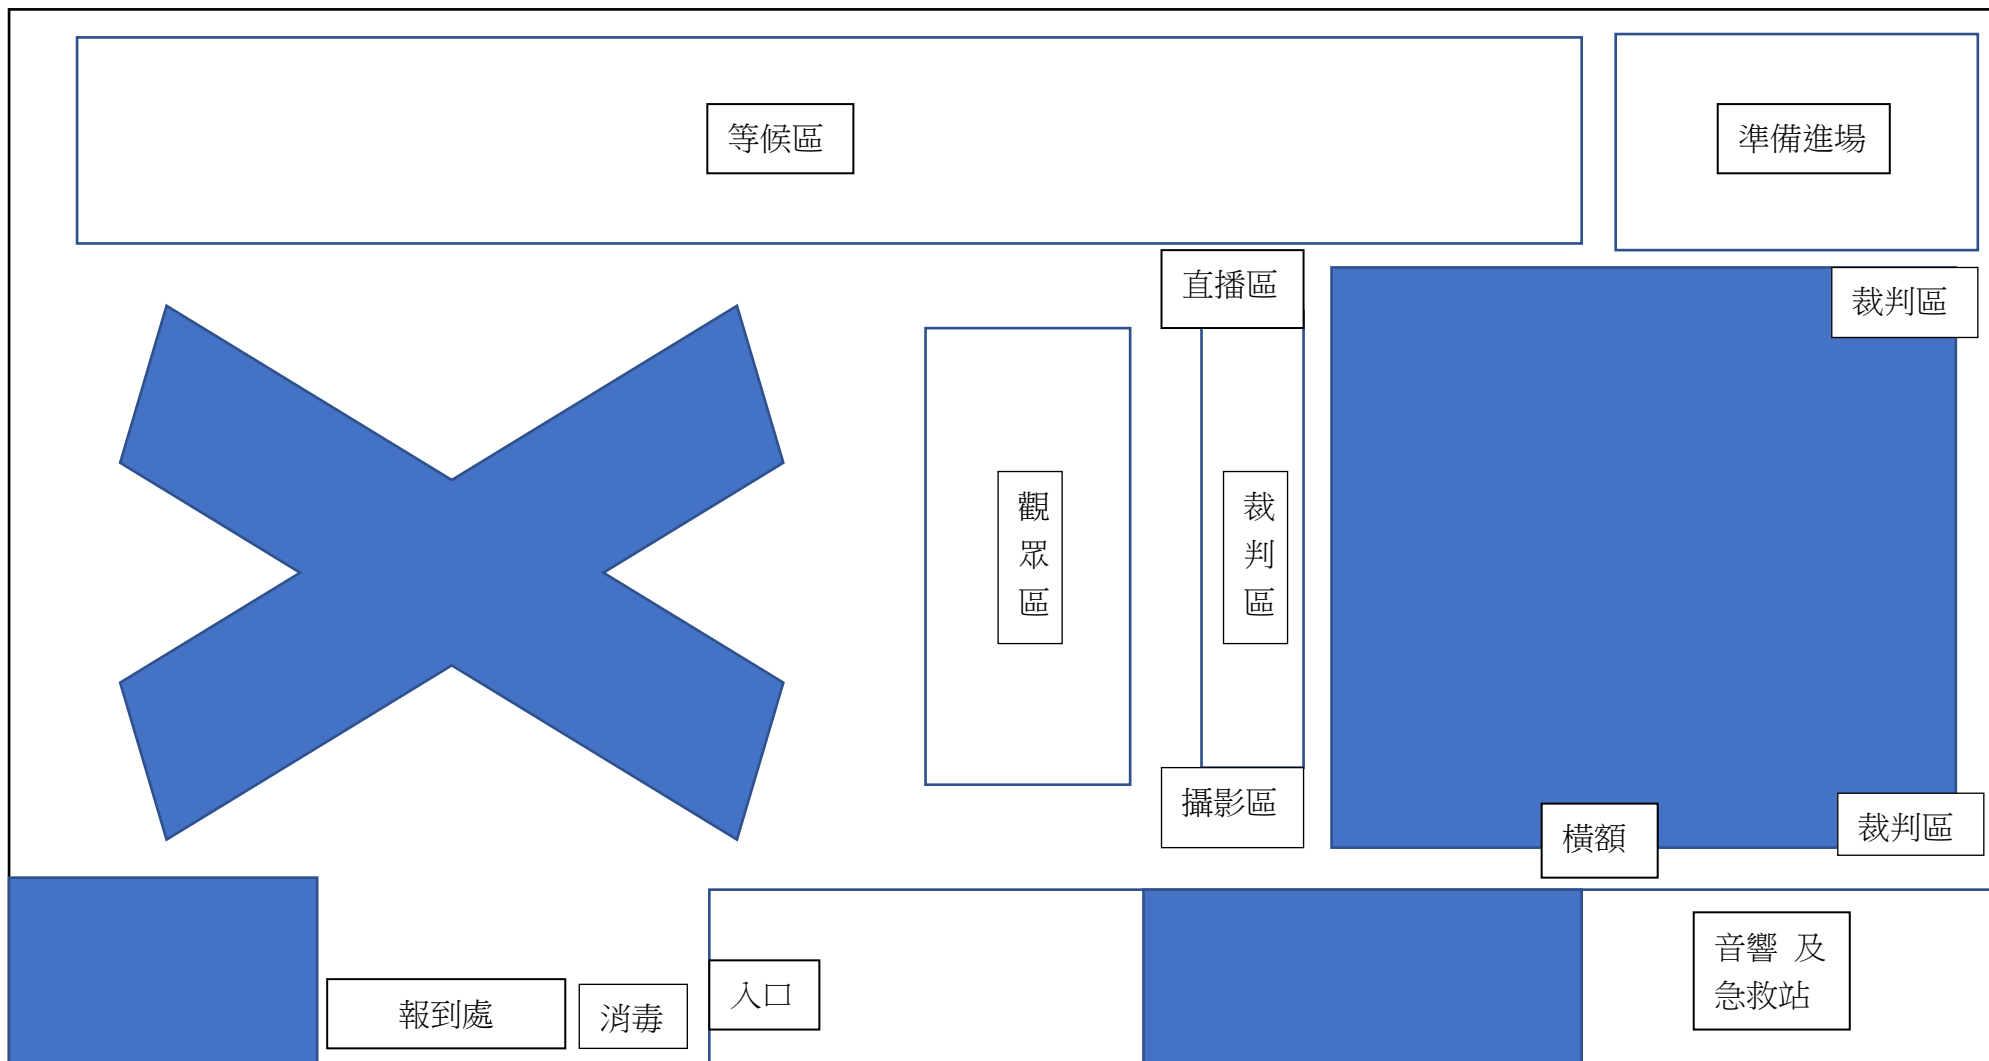 等候區
準備進場
直播區
裁判區
觀眾區
裁判區
攝影區
橫額
裁判區
音響 及
急救站
入口
報到處
消毒